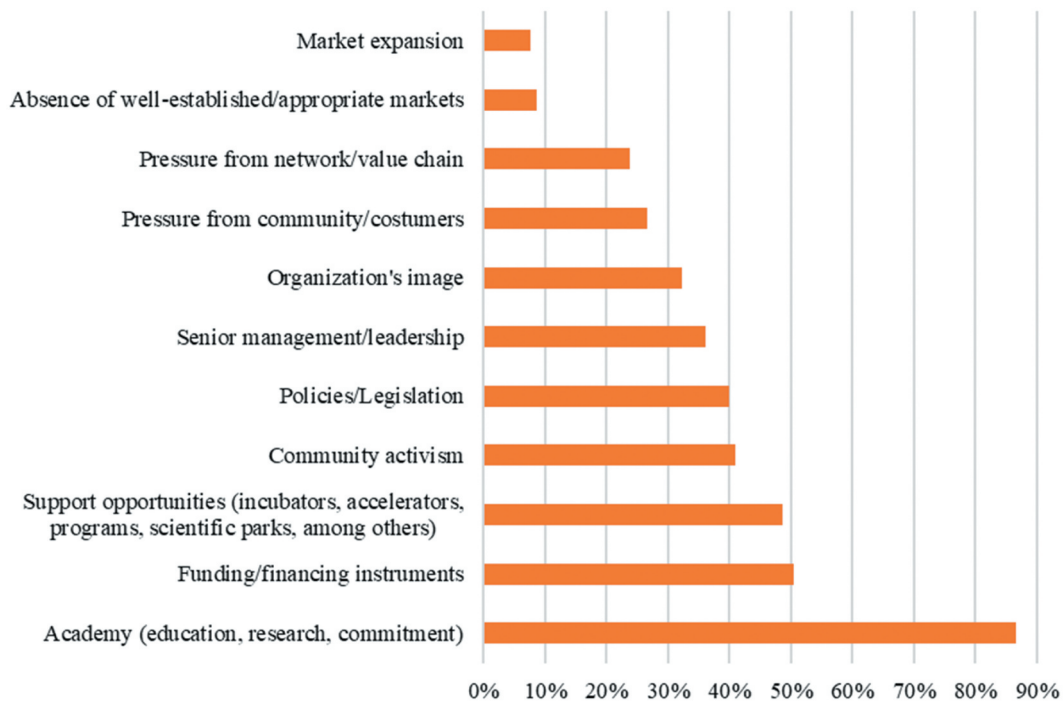 Market expansion
Absence of well-established/appropriate markets
Pressure from network/value chain
Pressure from community/costumers
Organization's image
Senior management/leadership
Policies/Legislation
Community activism
Support opportunities (incubators, accelerators,
programs, scientific parks, among others)
Funding/financing instruments
Academy (education, research, commitment)
0% 10% 20% 30% 40% 50% 60% 70% 80% 90%